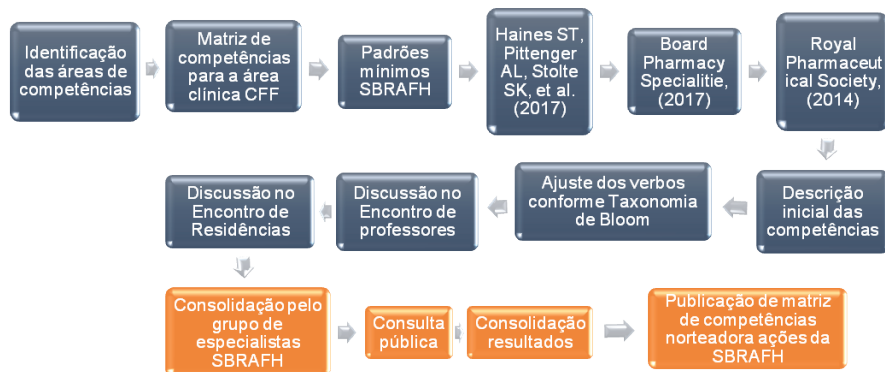 Identificação
das áreas de
competências
Matriz de
competências
para a área
clínica CFF
Padrões
mínimos
SBRAFH
Haines ST,
Pittenger
AL, Stolte
SK, et al.
(2017)
Board
Pharmacy
Specialitie,
(2017)
Royal
Pharmaceut
ical Society,
(2014)
Descrição
inicial das
competências
Ajuste dos verbos
conforme Taxonomia
de Bloom
Discussão no
Encontro de
professores
Discussão no
Encontro de
Residências
Consolidação pelo
grupo de
especialistas
SBRAFH
Consulta
pública
Consolidação
resultados
Publicação de matriz
de competências
norteadora ações da
SBRAFH